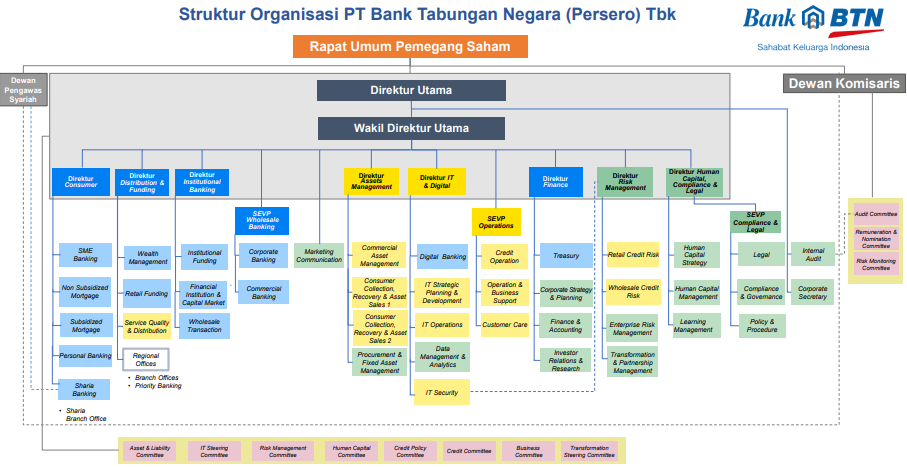 Struktur Organisasi PT Bank Tabungan Negara (Persero) Tbk
Bank BTN
Sahabat Keluarga Indonesia
Rapat Umum Pemegang Saham
Dewan
Pengawas
Syariah
Direktur Utama
Dewan Komisaris
Wakil Direktur Utama
Direktur
Consumer
Direktur
Distribution &
Funding
Direktur
Institutional
Banking
Direktur
Assets
Management
Direktur IT
& Digital
Direktur
Finance
Direktur
Risk
Management
Direktur Human
Capital,
Compliance &
Legal
SEVP
Wholesale
Banking
SEVP
Operations
SEVP
Compliance &
Legal
Audit Committee
Remuneration &
Nomination
Committee
Risk Monitoring
Committee
SME
Banking
Wealth
Management
Institutional
Funding
Corporate
Banking
Marketing
Communication
Commercial
Asset
Management
Digital Banking
Credit
Operation
Treasury
Retail Credit Risk
Human
Capital
Strategy
Legal
Internal
Audit
Non Subsidized
Mortgage
Retail Funding
Financial
Institution &
Capital Market
Commercial
Banking
Consumer
Collection,
Recovery & Asset
Sales 1
IT Strategic
Planning &
Development
Operation &
Business
Support
Corporate Strategy
& Planning
Wholesale Credit
Risk
Human Capital
Management
Compliance
& Governance
Corporate
Secretary
Subsidized
Mortgage
Service Quality
& Distribution
Wholesale
Transaction
Consumer
Collection,
Recovery & Asset
Sales 2
IT Operations
Customer Care
Finance &
Accounting
Enterprise Risk
Management
Learning
Management
Policy &
Procedure
Personal Banking
Regional
Offices
Procurement &
Fixed Asset
Management
Data
Management &
Analytics
Investor
Relations &
Research
Transformation
& Partnership
Management
• Branch Offices
• Priority Banking
Sharia
Banking
IT Security
• Sharia
Branch Office
Asset & Liability
Committee
IT Steering
Committee
Risk Management
Committee
Human Capital
Committee
Credit Policy
Committee
Credit Committee
Business
Committee
Transformation
Steering Committee